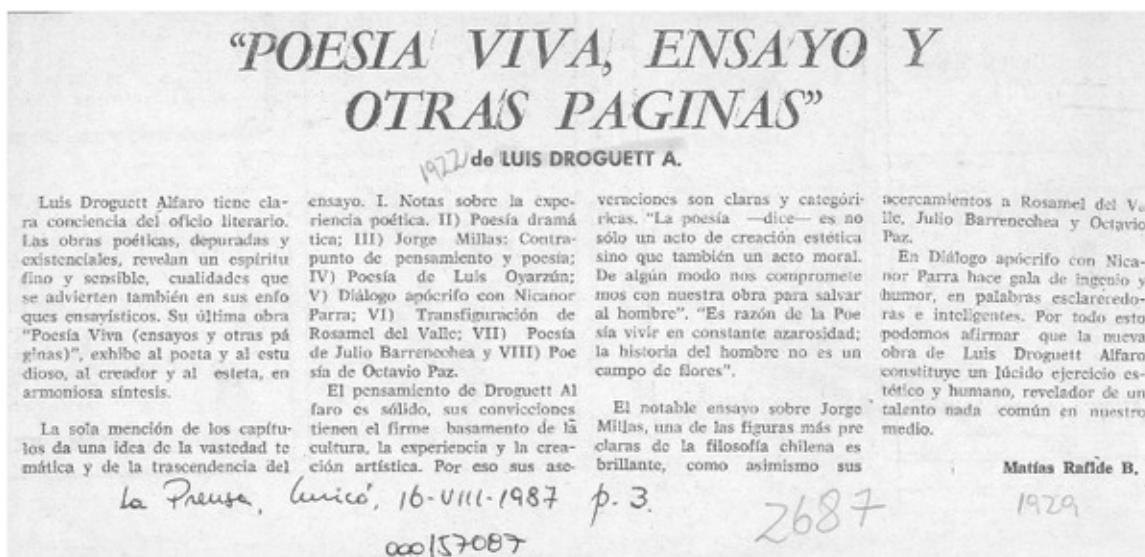 “POESIA VIVA, ENSAYO Y
OTRAS PAGINAS”
1922
de LUIS DROGUETT A.
Luis Droguett Alfaro tiene cla-
ra conciencia del oficio literario.
Las obras poéticas, depuradas y
existenciales, revelan un espíritu
fino y sensible, cualidades que
se advierten también en sus enfo
ques ensayísticos. Su última obra
"Poesía Viva (ensayos y otras pá
ginas)", exhibe al poeta y al estu
dioso, al creador y al esteta, en
armoniosa síntesis.
La sola mención de los capítu-
los da una idea de la vastedad te
mática y de la trascendencia del
ensayo. I. Notas sobre la expe-
riencia poética. II) Poesía dramá
tica; III) Jorge Millas: Contra-
punto de pensamiento y poesía;
IV) Poesía de Luis Oyarzún;
V) Diálogo apócrifo con Nicanor
Parra; VI) Transfiguración de
Rosamel del Valle; VII) Poesía
de Julio Barrenechea y VIII) Poe
sía de Octavio Paz.
El pensamiento de Droguett Al
faro es sólido, sus convicciones
tienen el firme basamento de la
cultura, la experiencia y la crea-
ción artística. Por eso sus ase-
veraciones son claras y categóri-
ricas. "La poesía —dice— es no
sólo un acto de creación estética
sino que también un acto moral.
De algún modo nos compromete
mos con nuestra obra para salvar
al hombre". "Es razón de la Poe
sía vivir en constante azarosidad;
la historia del hombre no es un
campo de flores".
El notable ensayo sobre Jorge
Millas, una de las figuras más pre
claras de la filosofía chilena es
brillante, como asimismo sus
acercamientos a Rosamel del Va
lle, Julio Barrenechea y Octavio
Paz.
En Diálogo apócrifo con Nica-
nor Parra hace gala de ingenio y
humor, en palabras esclarecedo-
ras e inteligentes. Por todo esto
podemos afirmar que la nueva
obra de Luis Droguett Alfaro
constituye un lúcido ejercicio es-
tético y humano, revelador de un
talento nada común en nuestro
medio.
Matías Rafide B.
1929
La Prensa, Curicó, 16-VIII-1987 p. 3.
2687
000157087